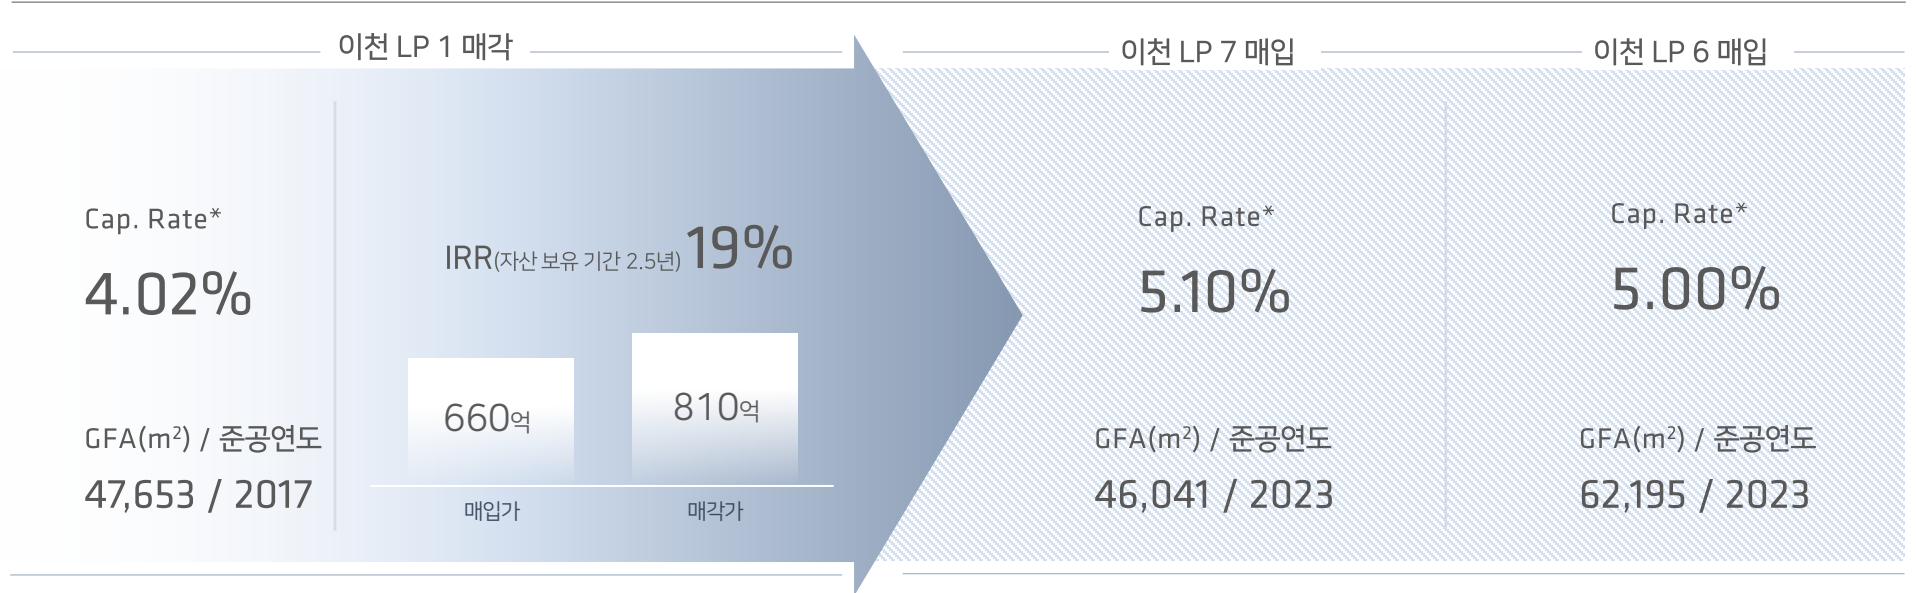 이천 LP 1 매각
Cap. Rate*
4.02%
GFA(m²) / 준공연도
47,653 / 2017
IRR(자산 보유 기간 2.5년) 19%
660억
810억
매입가
매각가
이천 LP 7 매입
Cap. Rate*
5.10%
GFA(m²) / 준공연도
46,041 / 2023
이천 LP 6 매입
Cap. Rate*
5.00%
GFA(m²) / 준공연도
62,195 / 2023